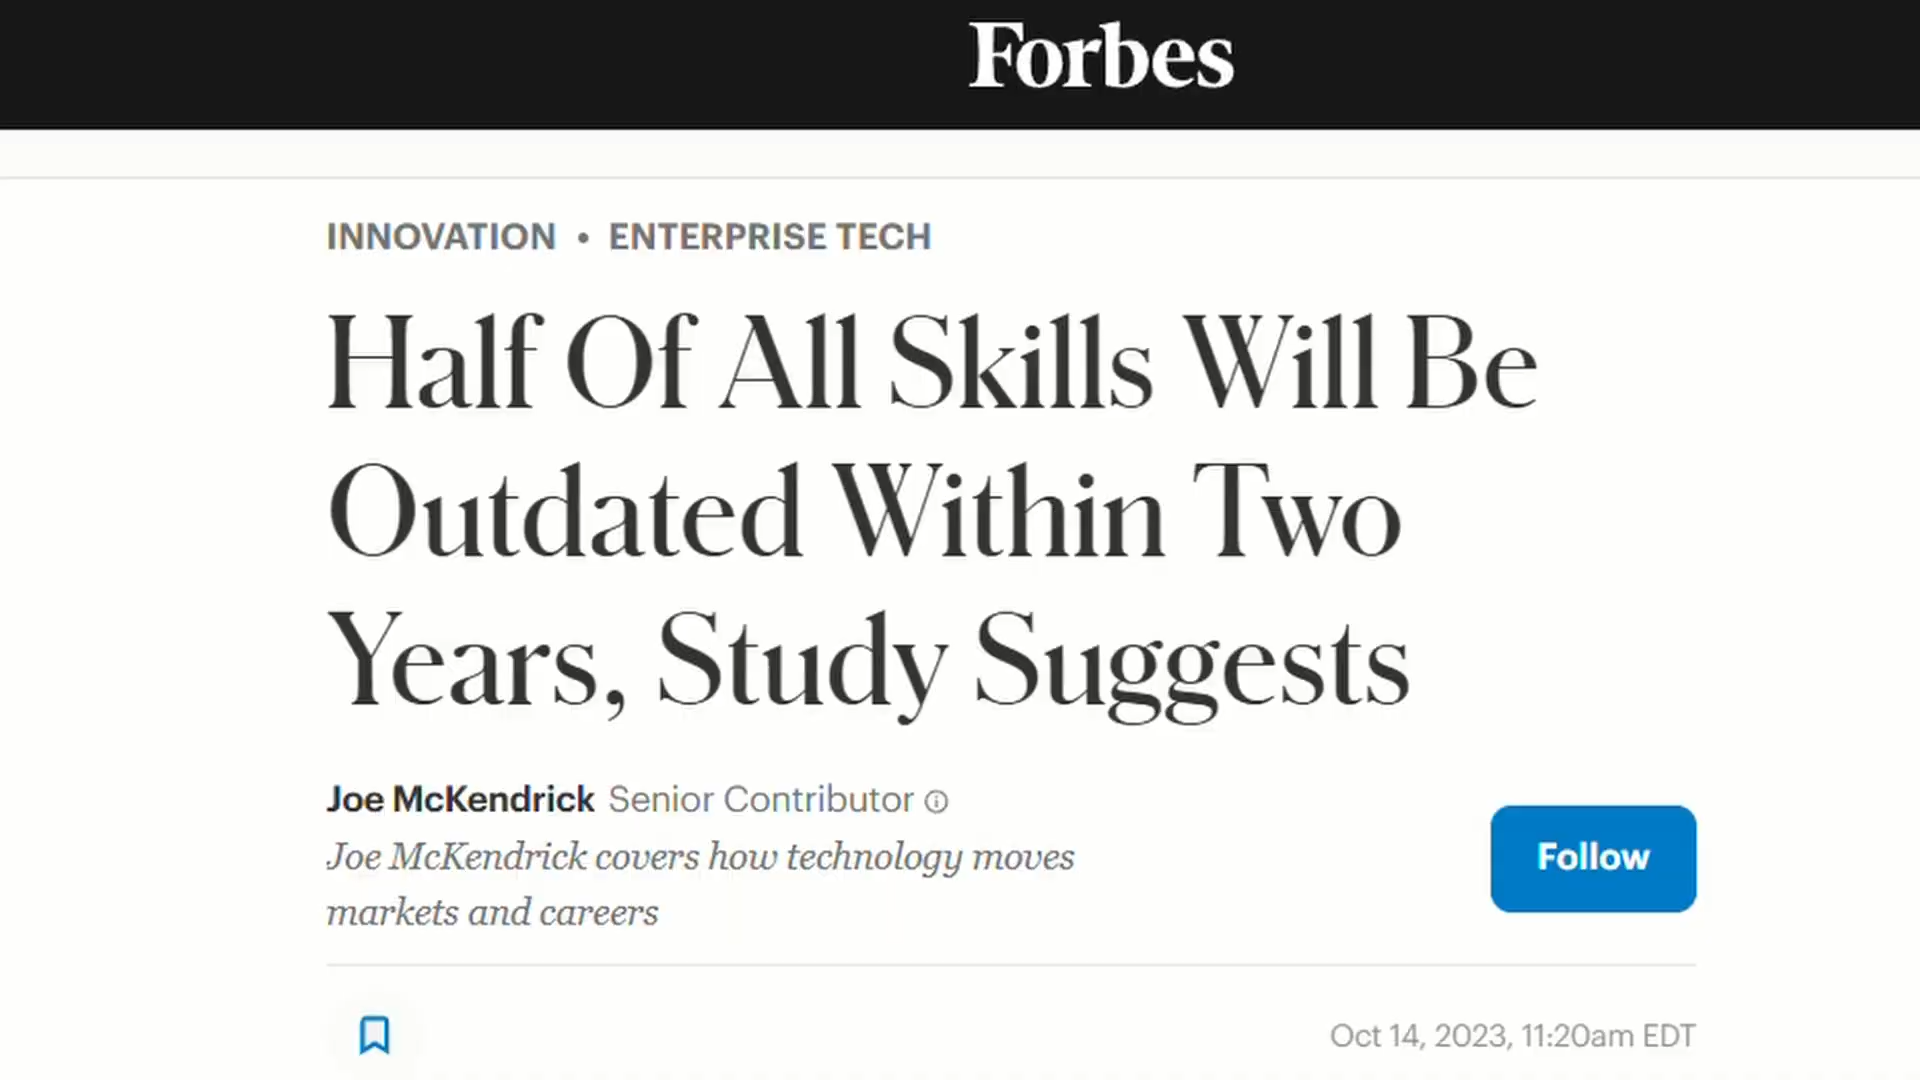 Forbes
INNOVATION • ENTERPRISE TECH
Half Of All Skills Will Be
Outdated Within Two
Years, Study Suggests
Joe McKendrick Senior Contributor
Joe McKendrick covers how technology moves
markets and careers
Follow
Oct 14, 2023, 11:20am EDT